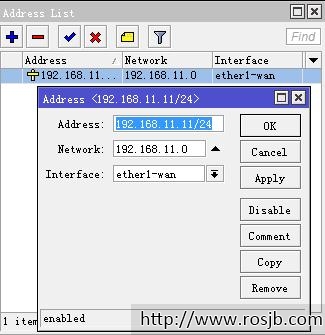 Address List
Find
Address Network Interface
192.168.11... 192.168.11.0 ether1-wan
Address <192.168.11.11/24>
Address: 192.168.11.11/24
OK
Network: 192.168.11.0
Cancel
Interface: ether1-wan
Apply
Disable
Comment
Copy
Remove
1 item
enabled
http://www.rosjb.com